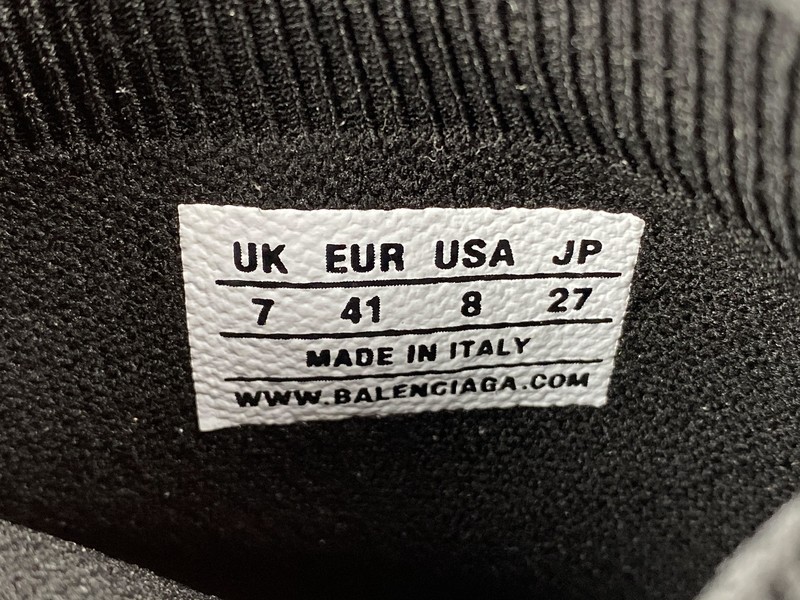 UK EUR USA JP
7 41 8 27
MADE IN ITALY
WWW.BALENCIAGA.COM